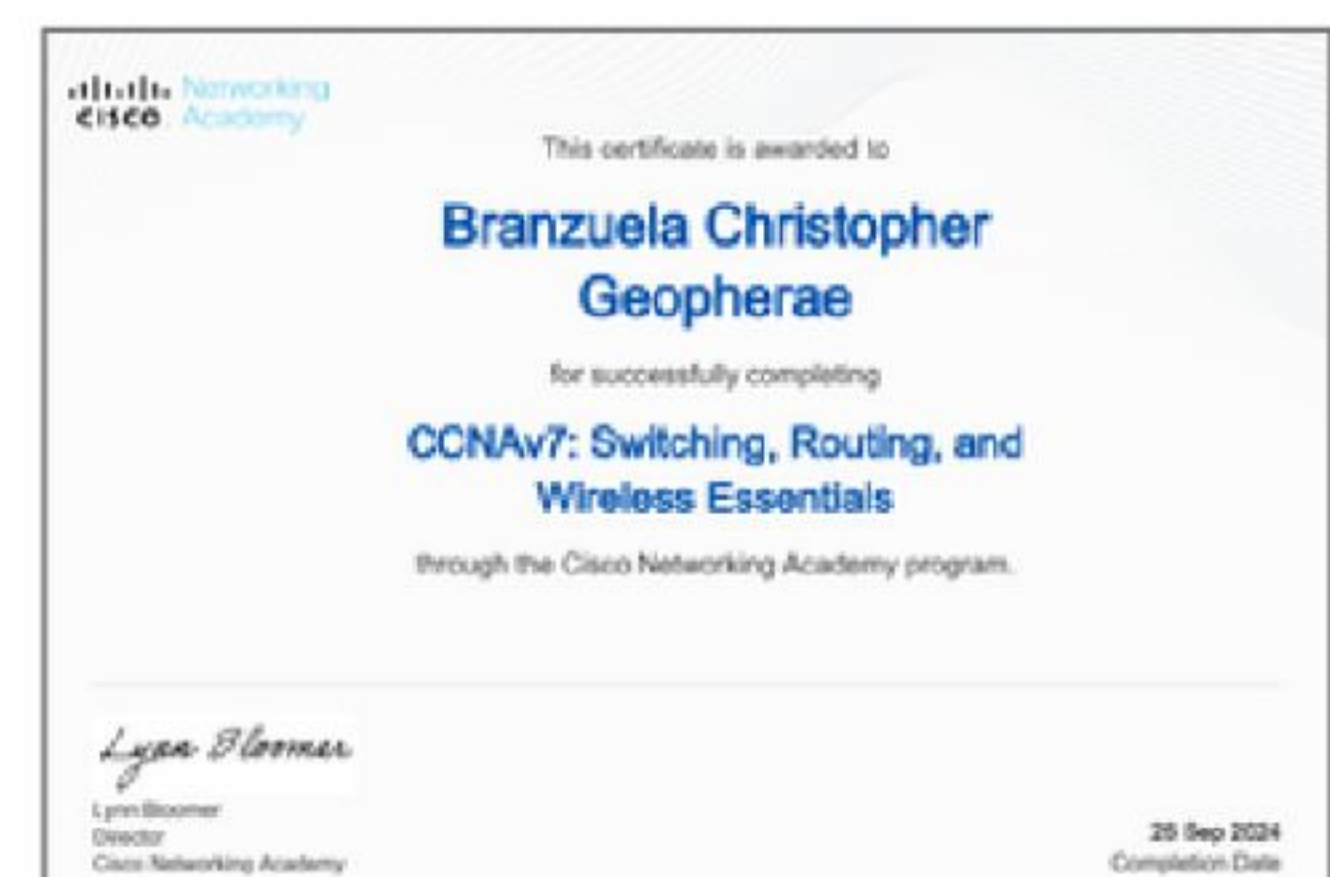 CISCO Networking
Academy
This certificate is awarded to
Branzuela Christopher
Geopherae
for successfully completing
CCNAv7: Switching, Routing, and
Wireless Essentials
through the Cisco Networking Academy program.
Lynn Bloomer
Lynn Bloomer
Director
Cisco Networking Academy
Sep 2024
Completion Date